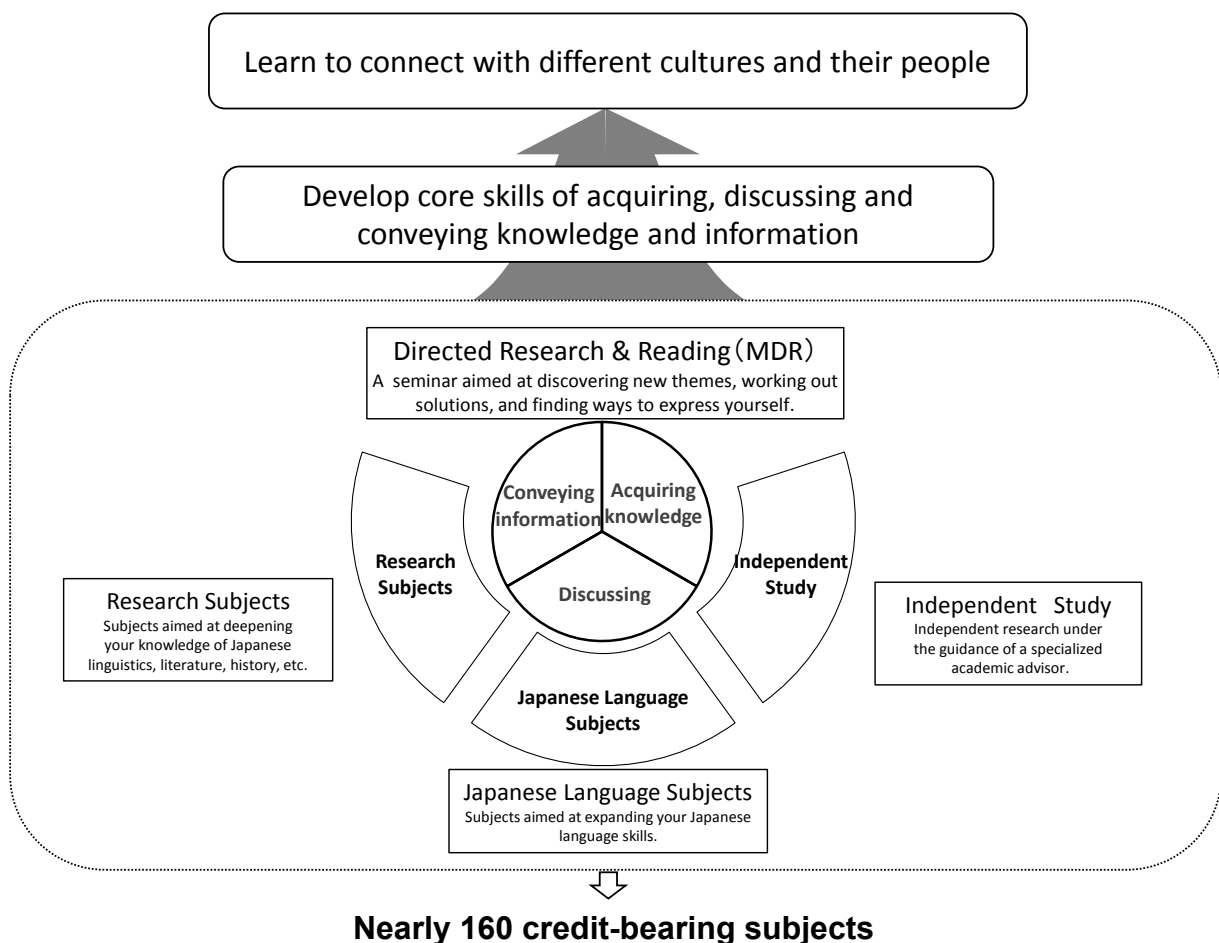 Learn to connect with different cultures and their people
Develop core skills of acquiring, discussing and
conveying knowledge and information
Directed Research & Reading（MDR）
A seminar aimed at discovering new themes, working out
solutions, and finding ways to express yourself.
Conveying
information
Acquiring
knowledge
Discussing
Research
Subjects
Independent
Study
Japanese Language
Subjects
Research Subjects
Subjects aimed at deepening
your knowledge of Japanese
linguistics, literature, history, etc.
Independent Study
Independent research under
the guidance of a specialized
academic advisor.
Japanese Language Subjects
Subjects aimed at expanding your Japanese
language skills.
Nearly 160 credit-bearing subjects